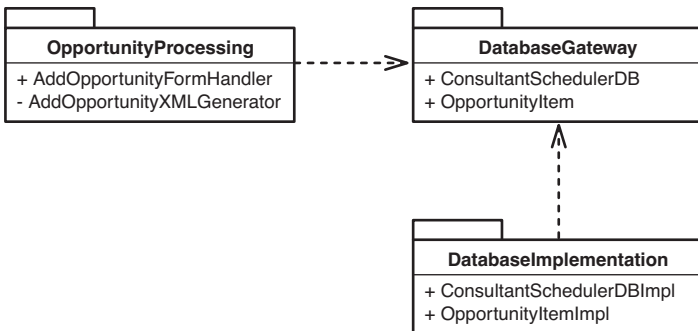 OpportunityProcessing
+ AddOpportunityFormHandler
- AddOpportunityXMLGenerator
DatabaseGateway
+ ConsultantSchedulerDB
+ OpportunityItem
DatabaseImplementation
+ ConsultantSchedulerDBImpl
+ OpportunityItemImpl